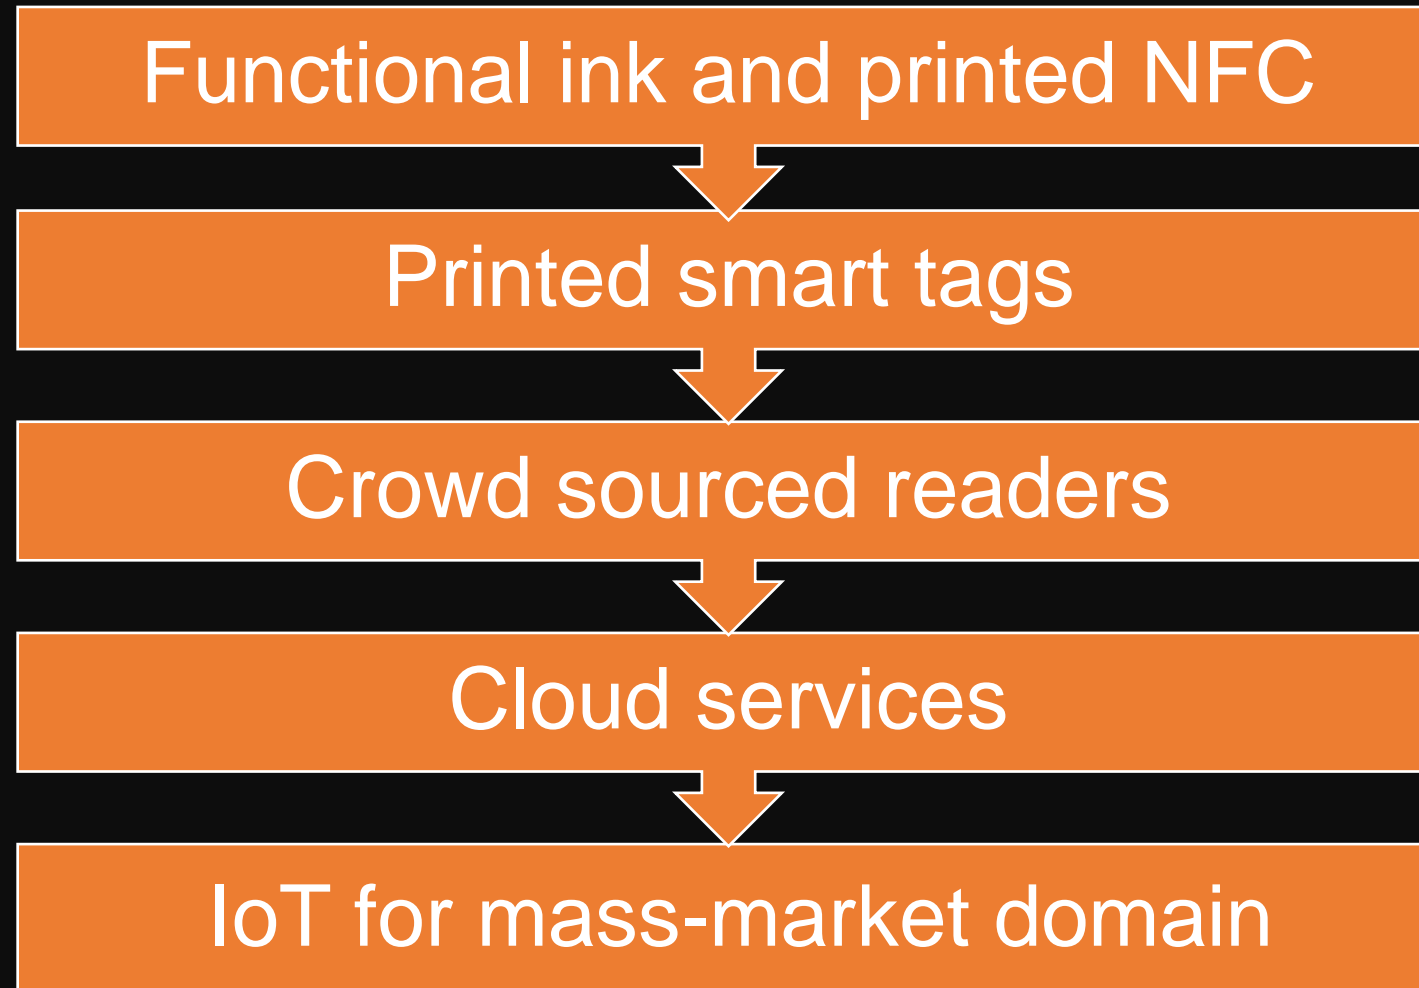 Functional ink and printed NFC
Printed smart tags
Crowd sourced readers
Cloud services
IoT for mass-market domain